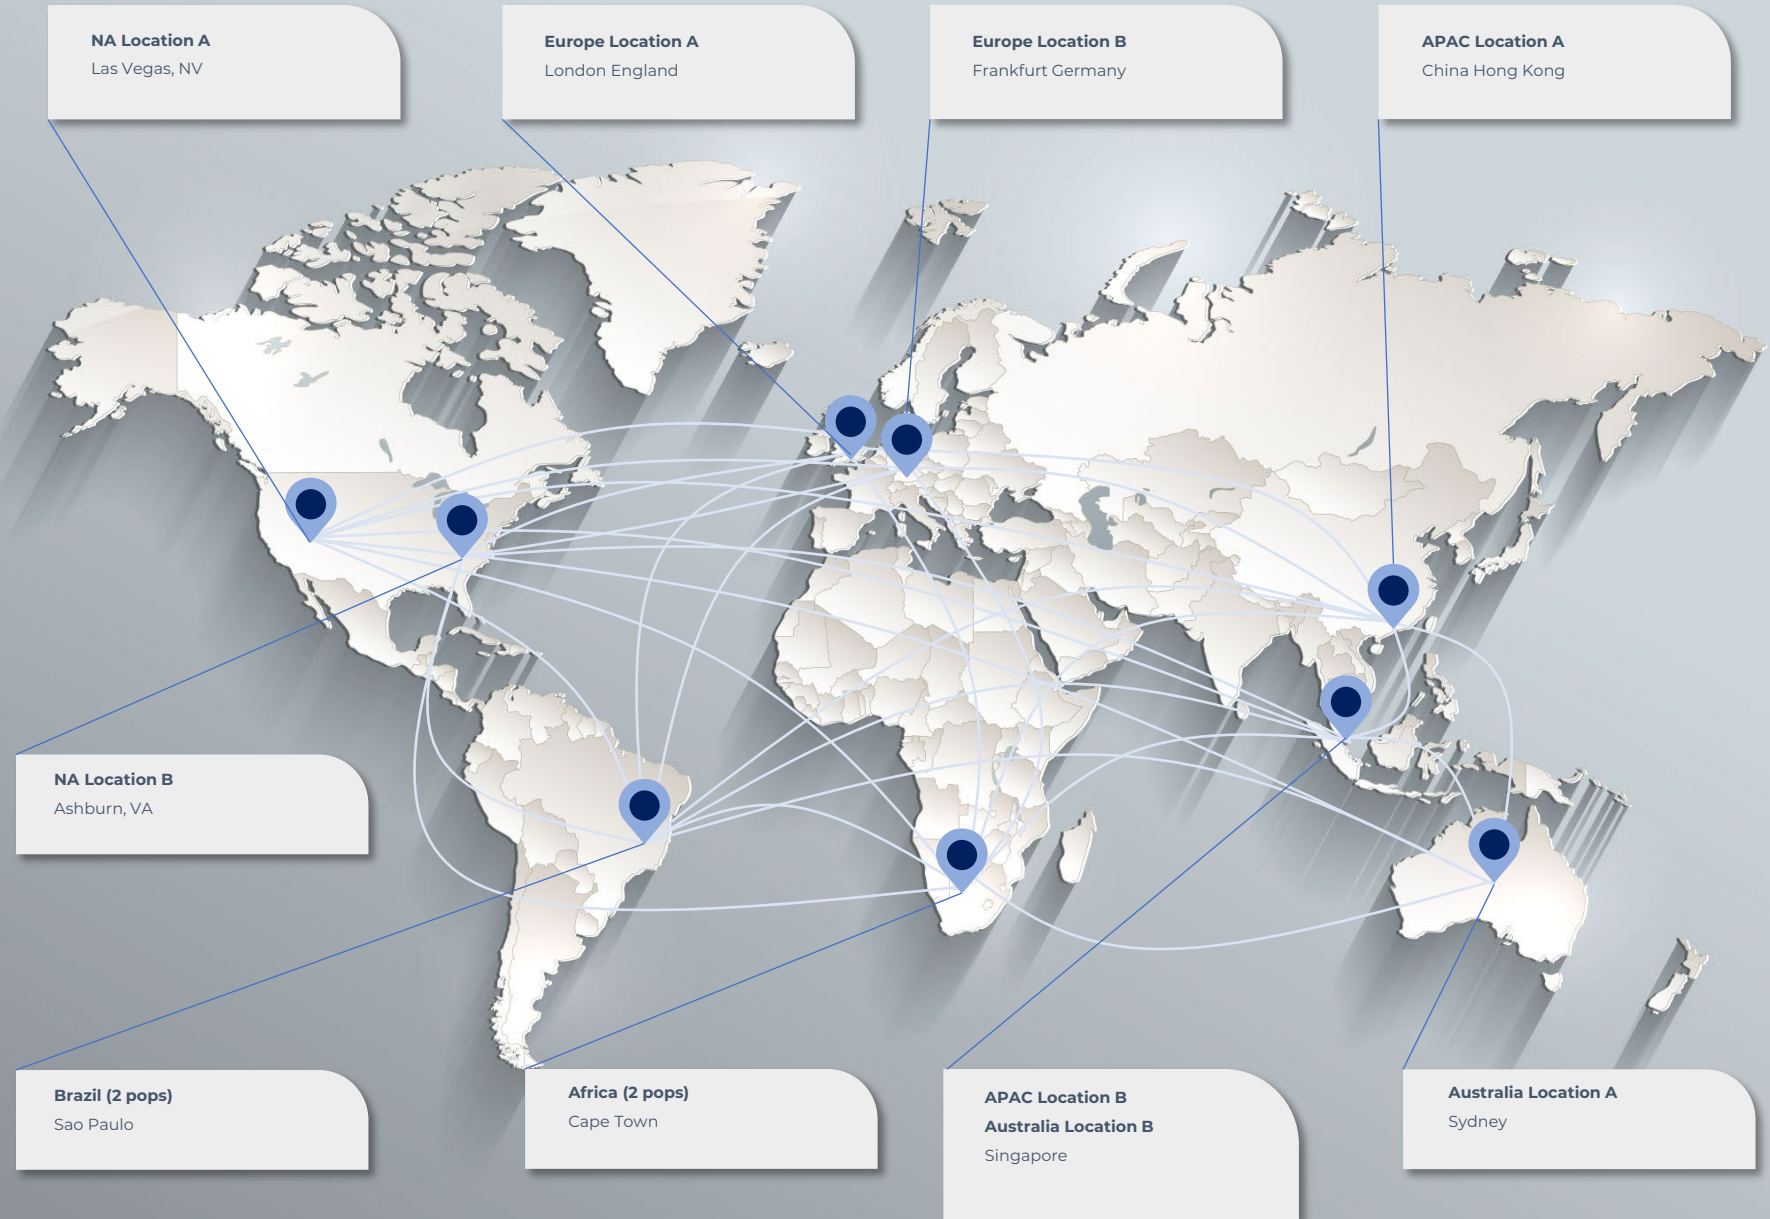 NA Location A
Las Vegas, NV
Europe Location A
London England
Europe Location B
Frankfurt Germany
APAC Location A
China Hong Kong
NA Location B
Ashburn, VA
Brazil (2 pops)
Sao Paulo
Africa (2 pops)
Cape Town
APAC Location B
Australia Location B
Singapore
Australia Location A
Sydney